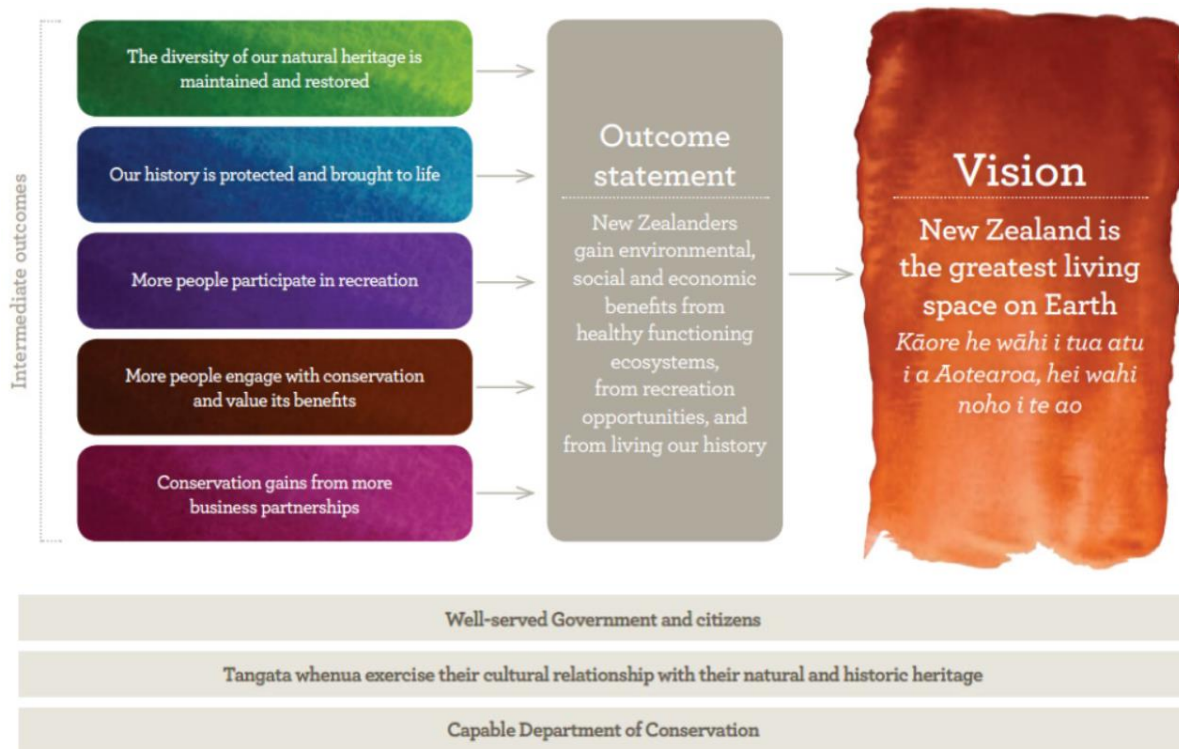 Intermediate outcomes
The diversity of our natural heritage is
maintained and restored
Our history is protected and brought to life
More people participate in recreation
More people engage with conservation
and value its benefits
Conservation gains from more
business partnerships
Outcome
statement
New Zealanders
gain environmental,
social and economic
benefits from
healthy functioning
ecosystems,
from recreation
opportunities, and
from living our history
Vision
New Zealand is
the greatest living
space on Earth
Kāore he wāhi i tua atu
i a Aotearoa, hei wahi
noho i te ao
Well-served Government and citizens
Tangata whenua exercise their cultural relationship with their natural and historic heritage
Capable Department of Conservation